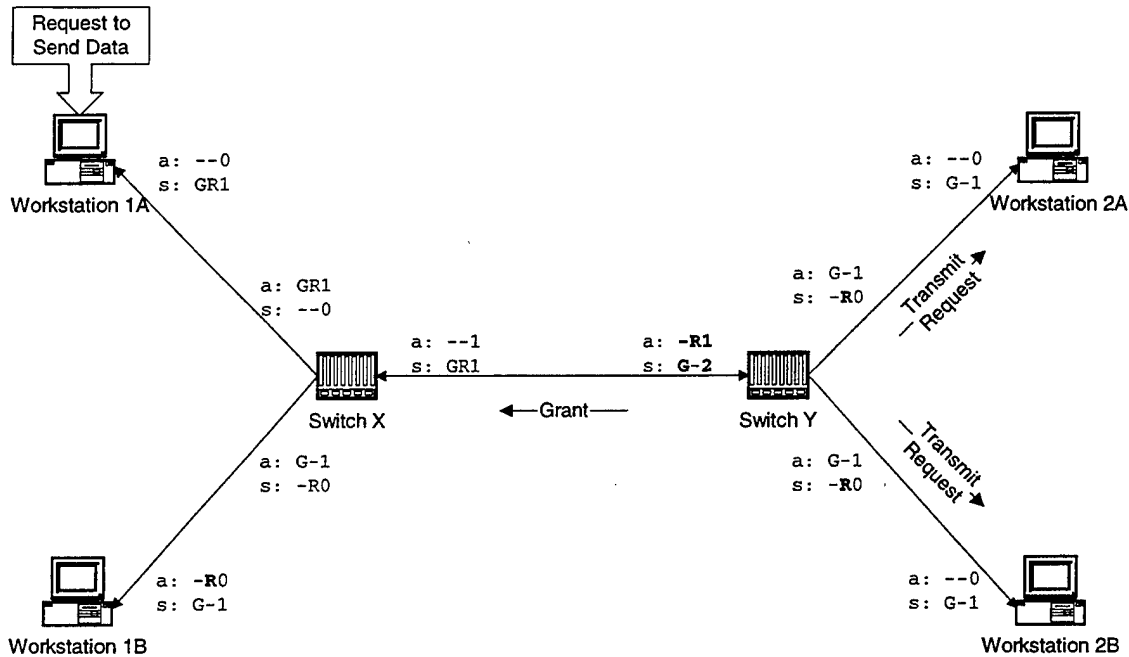 Request to
Send Data
a: --0
s: GR1
Workstation 1A
a: --0
s: G-1
Workstation 2A
a: GR1
s: --0
a: G-1
s: -R0
Transmit
Request
a: --1
s: GR1
a: -R1
s: G-2
Switch X
Grant
Switch Y
a: G-1
s: -R0
a: G-1
s: -R0
Transmit
Request
a: -R0
s: G-1
Workstation 1B
a: --0
s: G-1
Workstation 2B